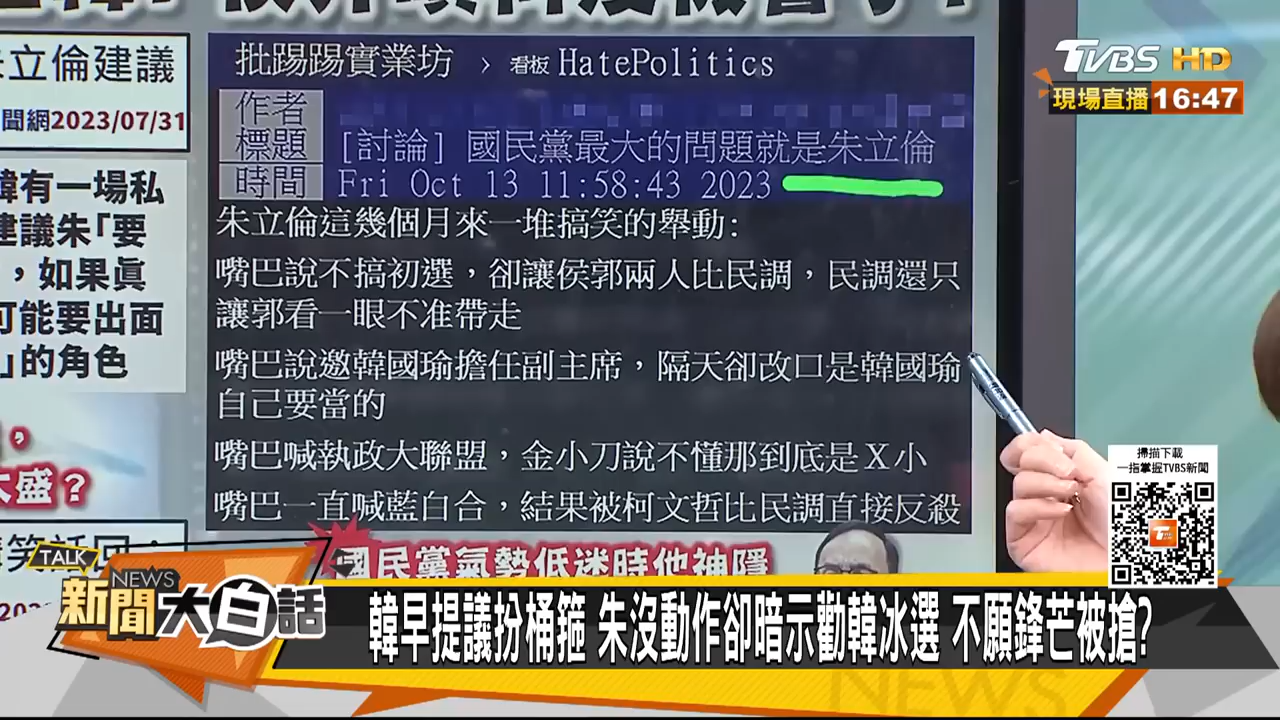 朱立倫建議
聞網2023/07/31
韓有一場私
建議朱「要
，如果真
可能要出面
」的角色
，
大盛？
批踢踢實業坊 › 看板 HatePolitics
作者
標題 [討論] 國民黨最大的問題就是朱立倫
時間 Fri Oct 13 11:58:43 2023
朱立倫這幾個月來一堆搞笑的舉動:
嘴巴說不搞初選，卻讓侯郭兩人比民調，民調還只
讓郭看一眼不准帶走
嘴巴說邀韓國瑜擔任副主席，隔天卻改口是韓國瑜
自己要當的
嘴巴喊執政大聯盟，金小刀說不懂那到底是X小
嘴巴一直喊藍白合，結果被柯文哲比民調直接反殺
國民黨氣勢低迷時他神隱
TVBS HD
現場直播 16:47
掃描下載
一指掌握TVBS新聞
TALK
NEWS
新聞大白話
韓早提議扮桶箍 朱沒動作卻暗示勸韓冰選 不願鋒芒被搶?
NEWS